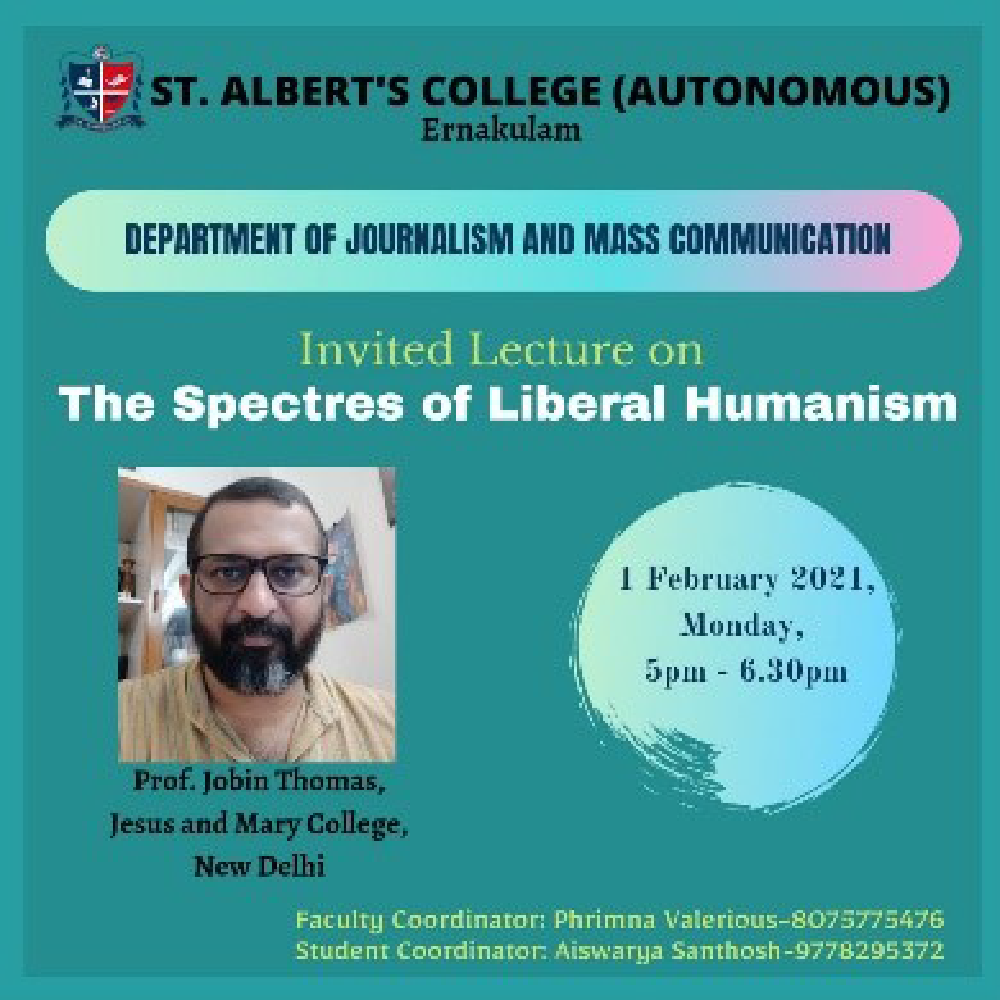 ST. ALBERT'S COLLEGE (AUTONOMOUS)
Ernakulam
DEPARTMENT OF JOURNALISM AND MASS COMMUNICATION
Invited Lecture on
The Spectres of Liberal Humanism
1 February 2021,
Monday,
5pm - 6.30pm
Prof. Jobin Thomas,
Jesus and Mary College,
New Delhi
Faculty Coordinator: Phrimna Valerious-8075775476
Student Coordinator: Aiswarya Santhosh-9778295372